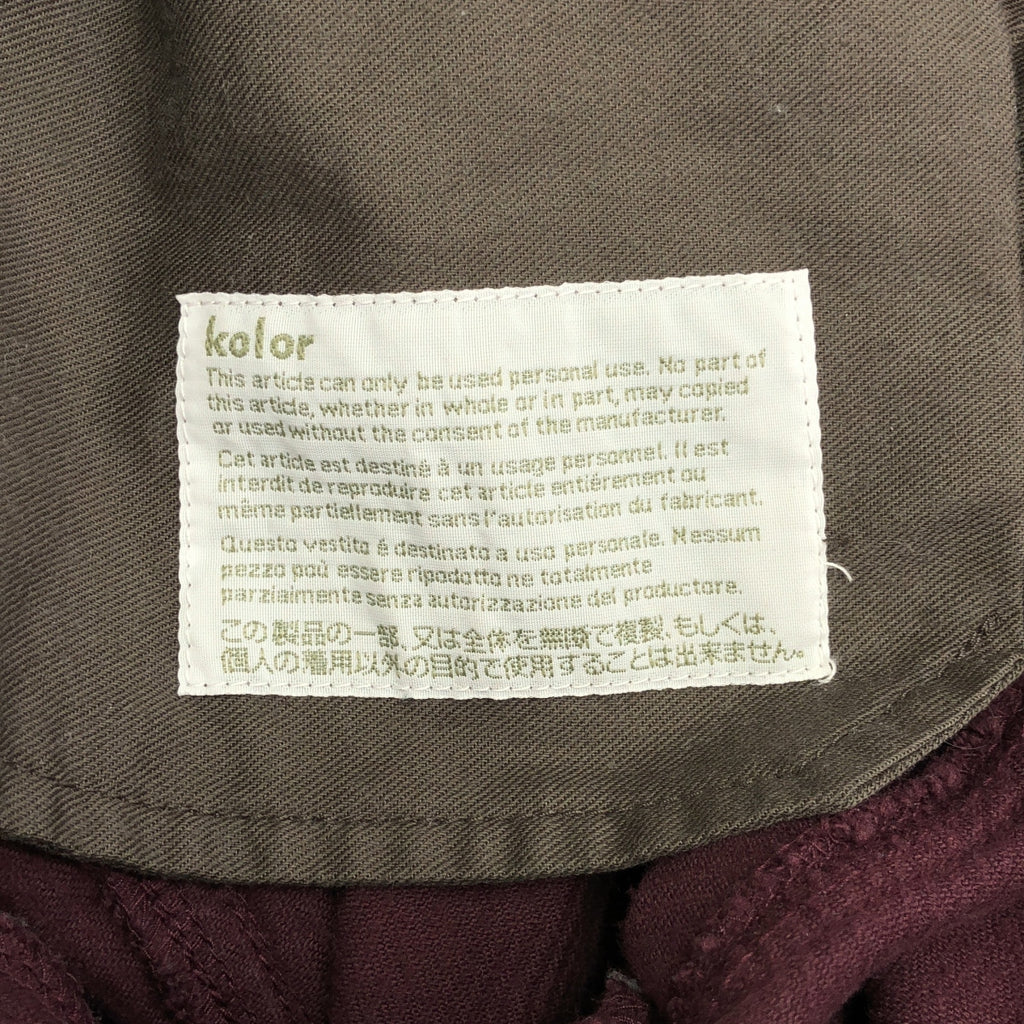 kolor
This article can only be used personal use. No part of
this article, whether in whole or in part, may copied
or used without the consent of the manufacturer.
Cet article est destiné à un usage personnel. Il est
interdit de reproduire cet article entiérement ou
même partiellement sans l'autorisation du fabricant.
Questo vestito é destinato a uso personale. Nessum
pezzo poù essere ripodotto ne totalmente
parzialmente senza autorizzazione del productore.
この製品の一部、又は全体を無断で複製、もしくは、
個人の着用以外の目的で使用することは出来ません。